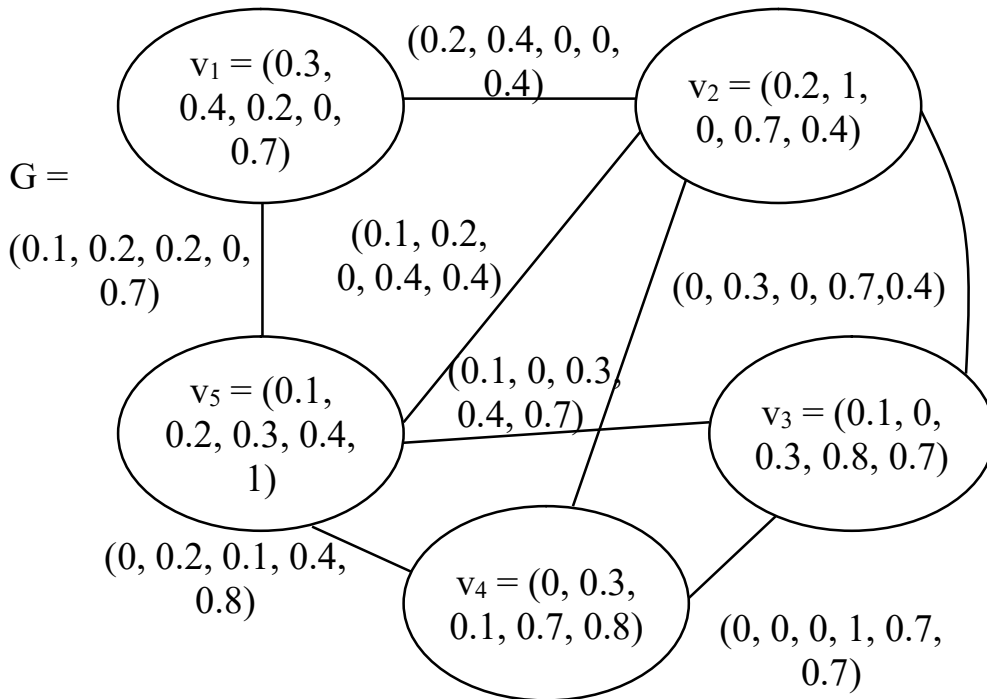 (0.2, 0.4, 0, 0,
0.4)
v₁ = (0.3,
0.4, 0.2, 0,
0.7)
v₂ = (0.2, 1,
0, 0.7, 0.4)
G =
(0.1, 0.2, 0.2, 0,
0.7)
(0.1, 0.2,
0, 0.4, 0.4)
(0, 0.3, 0, 0.7,0.4)
(0.1, 0, 0.3,
0.4, 0.7)
v₅ = (0.1,
0.2, 0.3, 0.4,
1)
v₃ = (0.1, 0,
0.3, 0.8, 0.7)
(0, 0.2, 0.1, 0.4,
0.8)
v₄ = (0, 0.3,
0.1, 0.7, 0.8)
(0, 0, 0, 1, 0.7,
0.7)